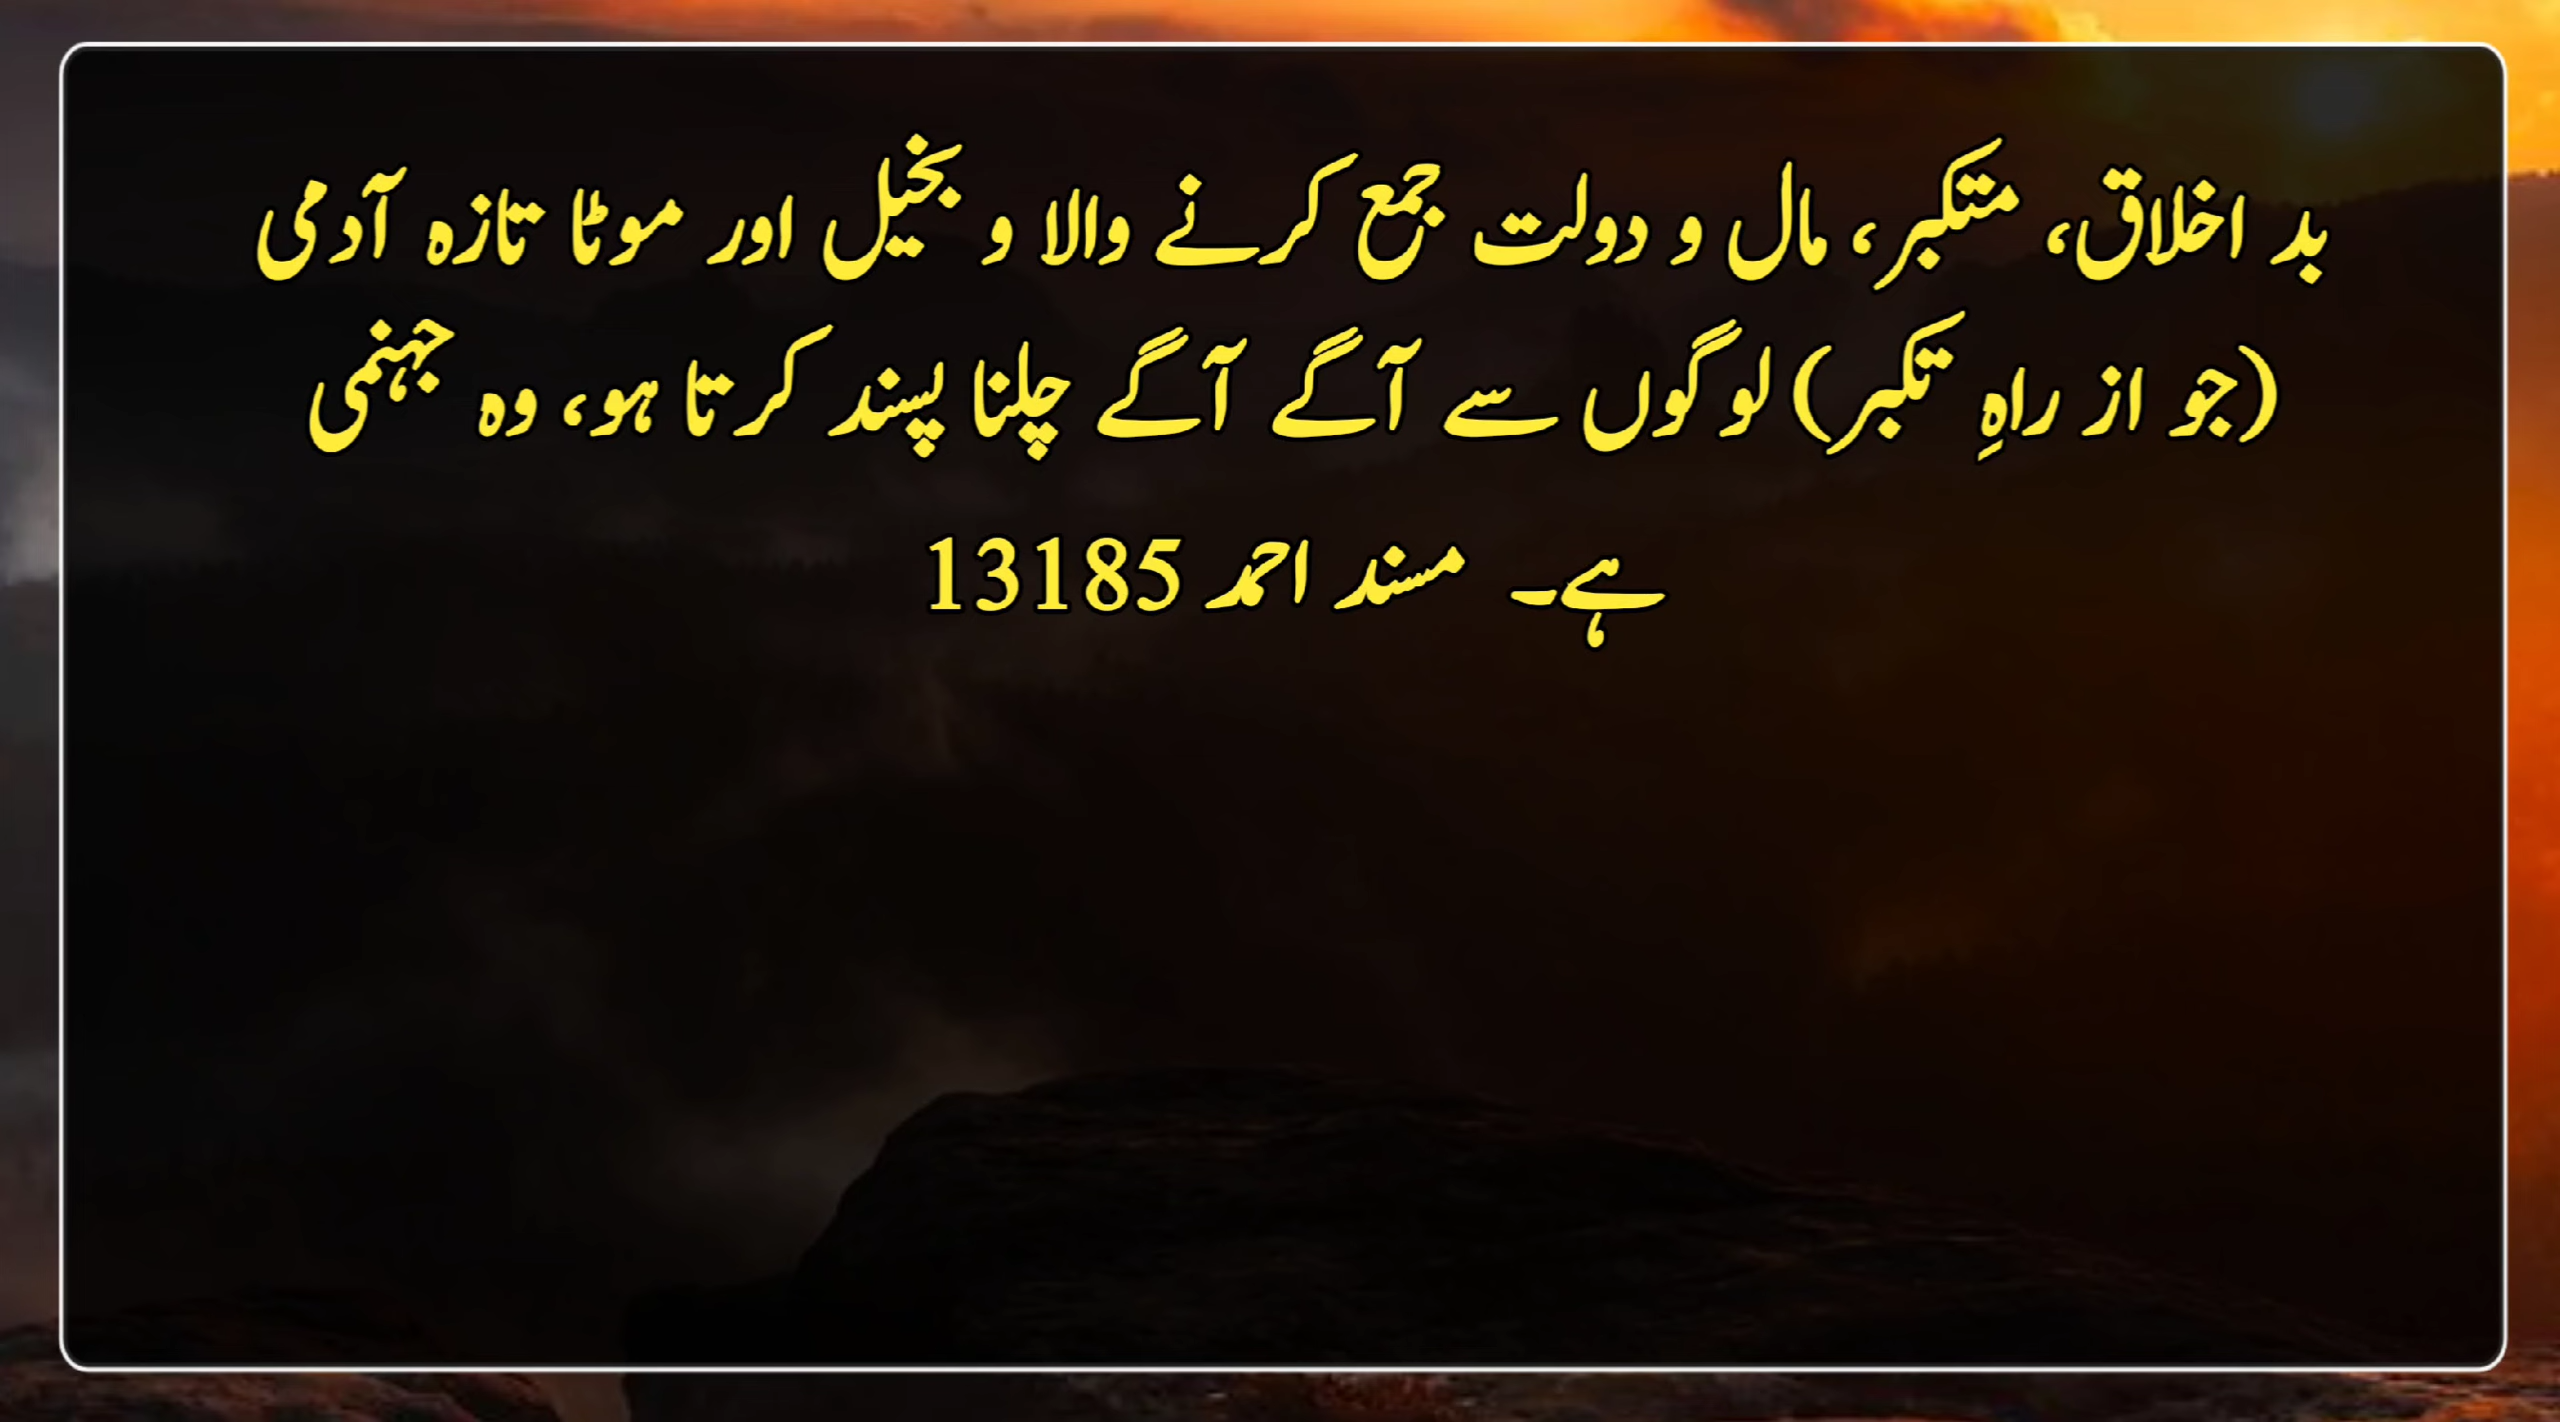 بد اخلاق، متکبر، مال و دولت جمع کرنے والا و بخیل اور موٹا تازہ آدمی
(جو از راہِ تکبر) لوگوں سے آگے آگے چلنا پسند کرتا ہو، وہ جہنمی
ہے۔ مسند احمد 13185